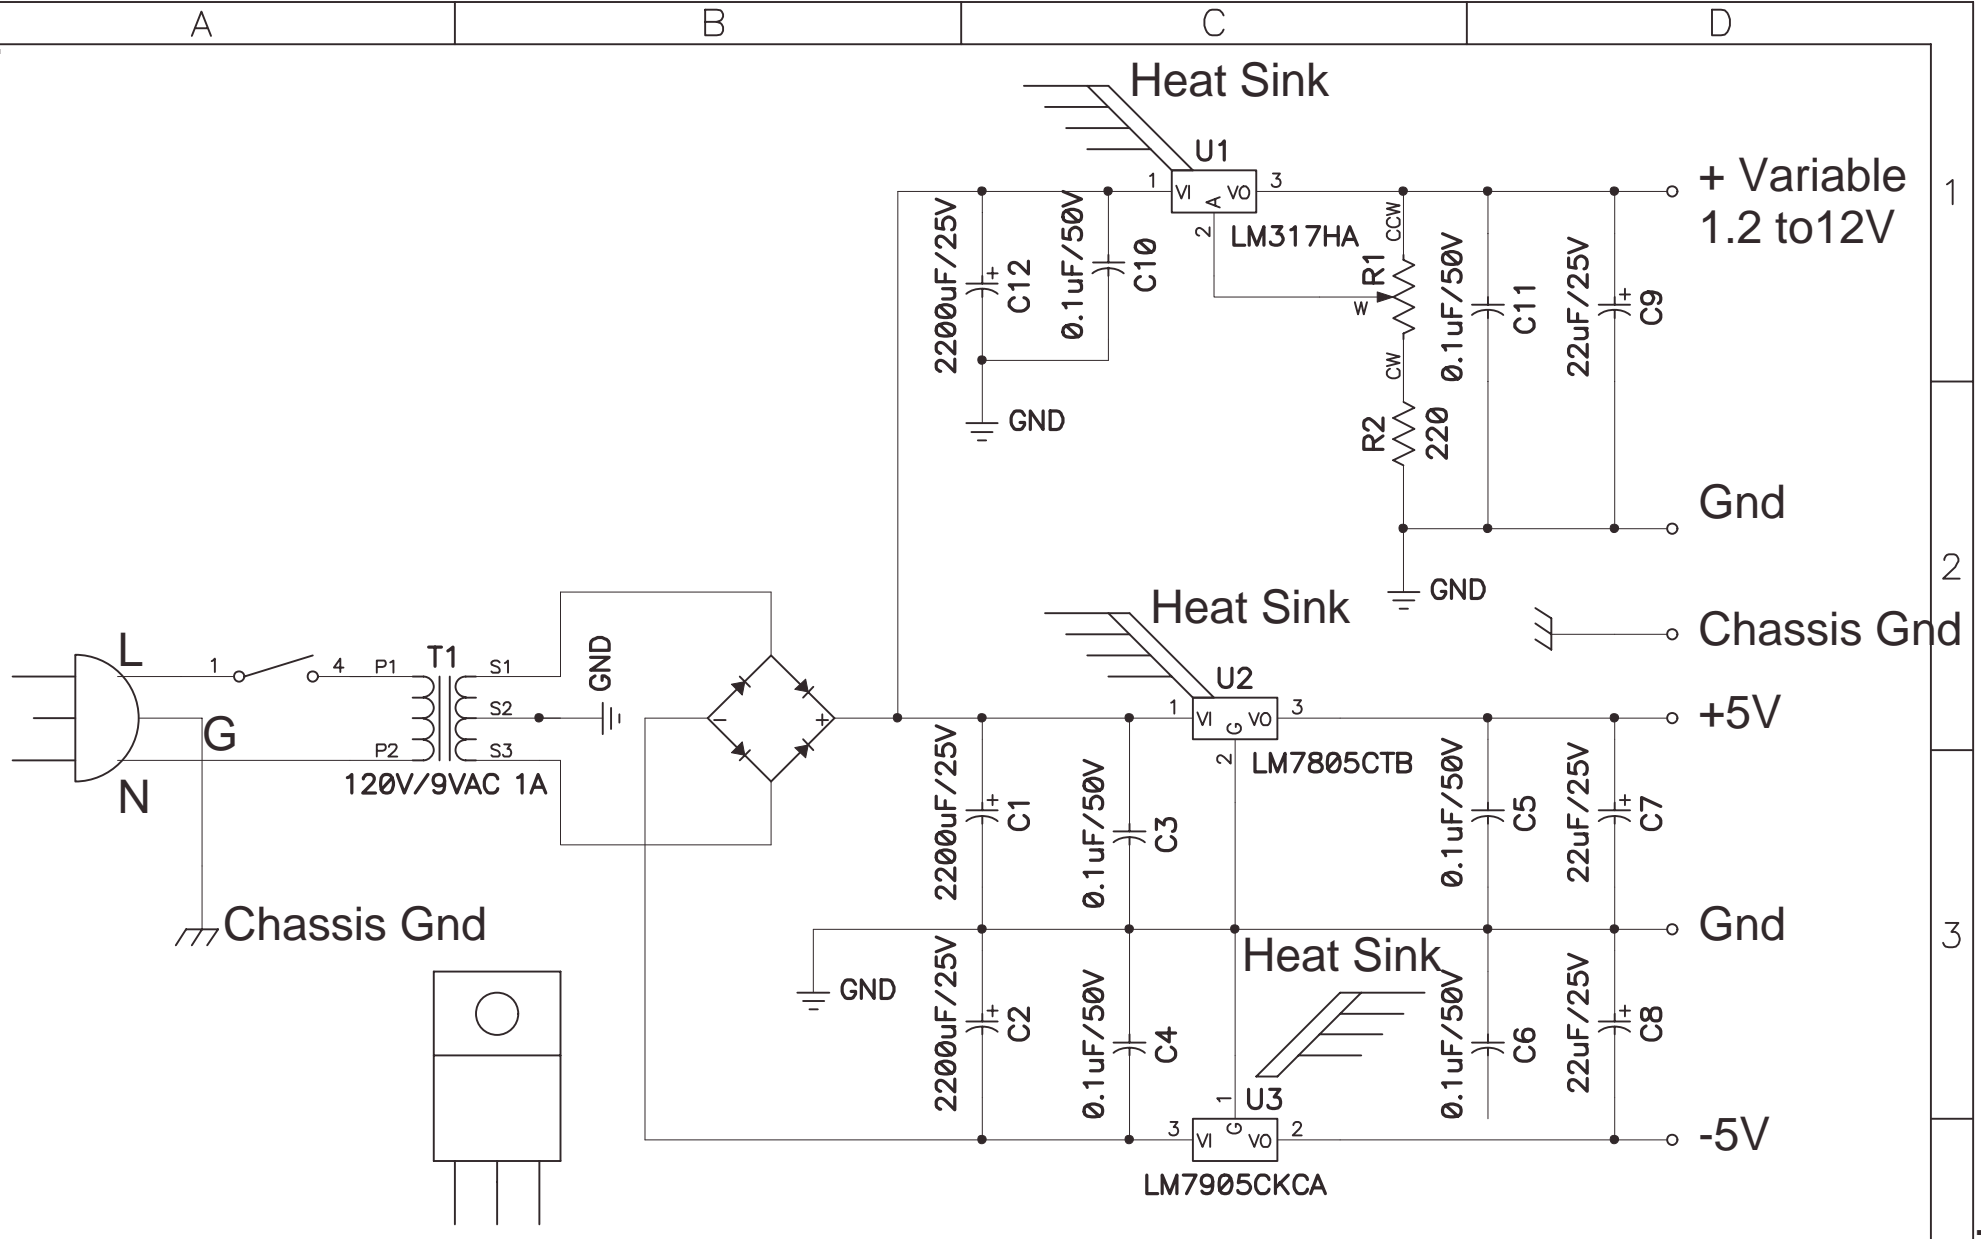 A
B
C
D
1
2
3
Heat Sink
U1
1
VI
A
VO
3
2
LM317HA
2200uF/25V
+
C12
0.1uF/50V
C10
GND
CCW
R1
W
CW
R2
220
0.1uF/50V
C11
22uF/25V
+
C9
+ Variable
1.2 to12V
Gnd
GND
Chassis Gnd
L
G
N
1
4
P1
P2
T1
S1
S2
S3
120V/9VAC 1A
GND
Chassis Gnd
-
+
Heat Sink
U2
1
VI
G
VO
3
2
LM7805CTB
2200uF/25V
+
C1
0.1uF/50V
C3
0.1uF/50V
C5
22uF/25V
+
C7
+5V
Gnd
GND
Heat Sink
2200uF/25V
+
C2
0.1uF/50V
C4
0.1uF/50V
C6
22uF/25V
+
C8
1
U3
3
VI
G
VO
2
LM7905CKCA
-5V